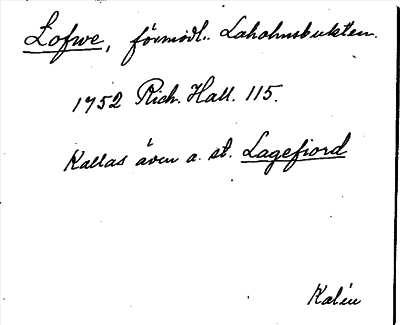 Lofwe, förmodl. Laholmsbukten.
1752 Rich. Hall. 115.
Kallas även a. st. Lagefiord
Kalén